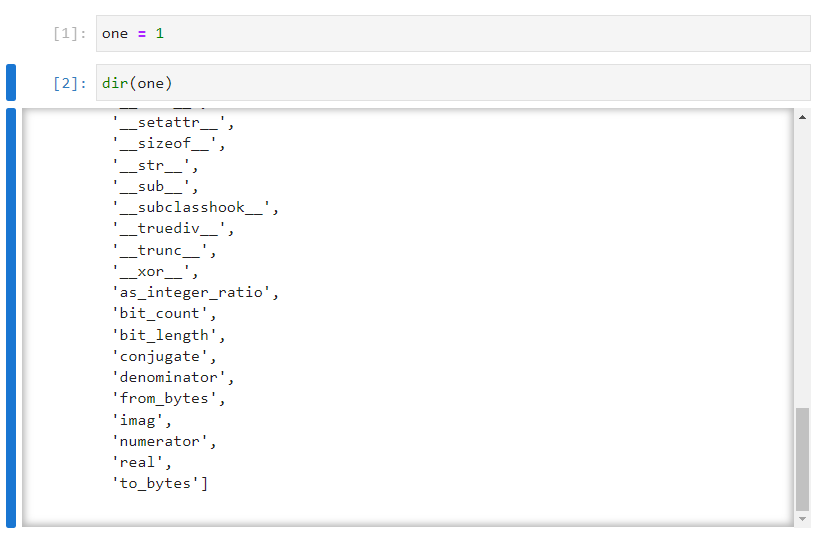 [1]: one = 1
[2]: dir(one)
'__setattr__',
'__sizeof__',
'__str__',
'__sub__',
'__subclasshook__',
'__truediv__',
'__trunc__',
'__xor__',
'as_integer_ratio',
'bit_count',
'bit_length',
'conjugate',
'denominator',
'from_bytes',
'imag',
'numerator',
'real',
'to_bytes']